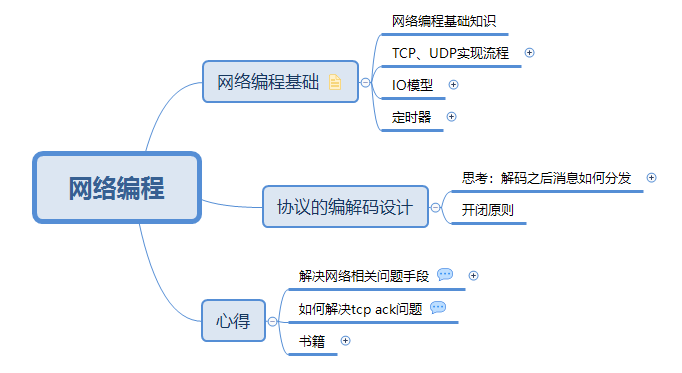 网络编程
网络编程基础
网络编程基础知识
TCP、UDP实现流程
IO模型
定时器
协议的编解码设计
思考：解码之后消息如何分发
开闭原则
心得
解决网络相关问题手段
如何解决tcp ack问题
书籍